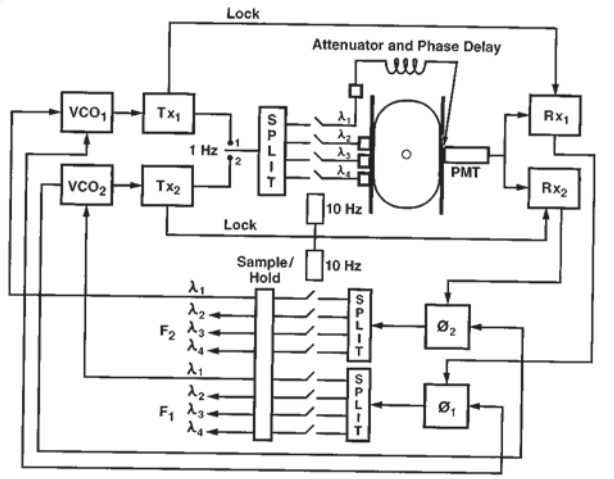 Lock
Attenuator and Phase Delay
VCO₁
Tx₁
Rx₁
1 Hz
1
2
SPLIT
λ₁
λ₂
λ₃
λ₄
PMT
VCO₂
Tx₂
Rx₂
10 Hz
Lock
10 Hz
Sample/
Hold
λ₁
λ₂
F₂ λ₃
λ₄
SPLIT
Ø₂
λ₁
λ₂
F₁ λ₃
λ₄
SPLIT
Ø₁